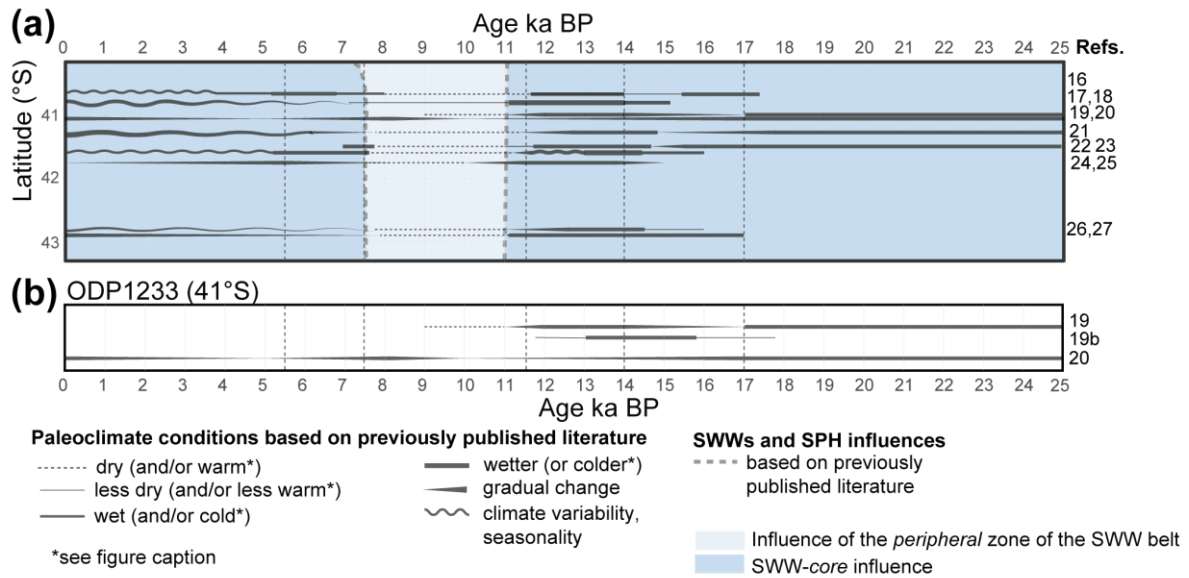 (a)
Age ka BP
0 1 2 3 4 5 6 7 8 9 10 11 12 13 14 15 16 17 18 19 20 21 22 23 24 25 Refs.
Latitude (°S)
16
17,18
41
19,20
21
22 23
24,25
42
26,27
43
(b) ODP1233 (41°S)
19
19b
20
0 1 2 3 4 5 6 7 8 9 10 11 12 13 14 15 16 17 18 19 20 21 22 23 24 25
Age ka BP
Paleoclimate conditions based on previously published literature
dry (and/or warm*)
less dry (and/or less warm*)
wet (and/or cold*)
*see figure caption
wetter (or colder*)
gradual change
climate variability,
seasonality
SWWs and SPH influences
based on previously
published literature
Influence of the peripheral zone of the SWW belt
SWW-core influence